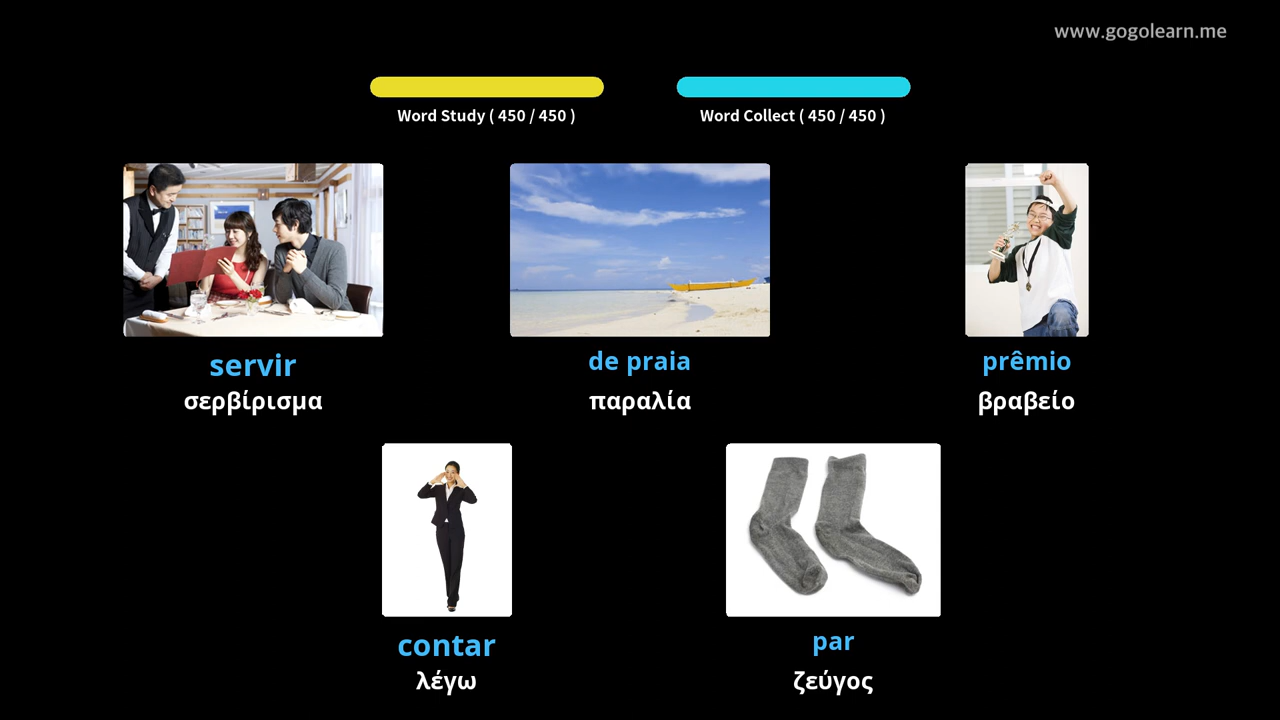 www.gogolearn.me
Word Study ( 450 / 450 )
Word Collect ( 450 / 450 )
servir
σερβίρισμα
de praia
παραλία
prêmio
βραβείο
contar
λέγω
par
ζεύγος